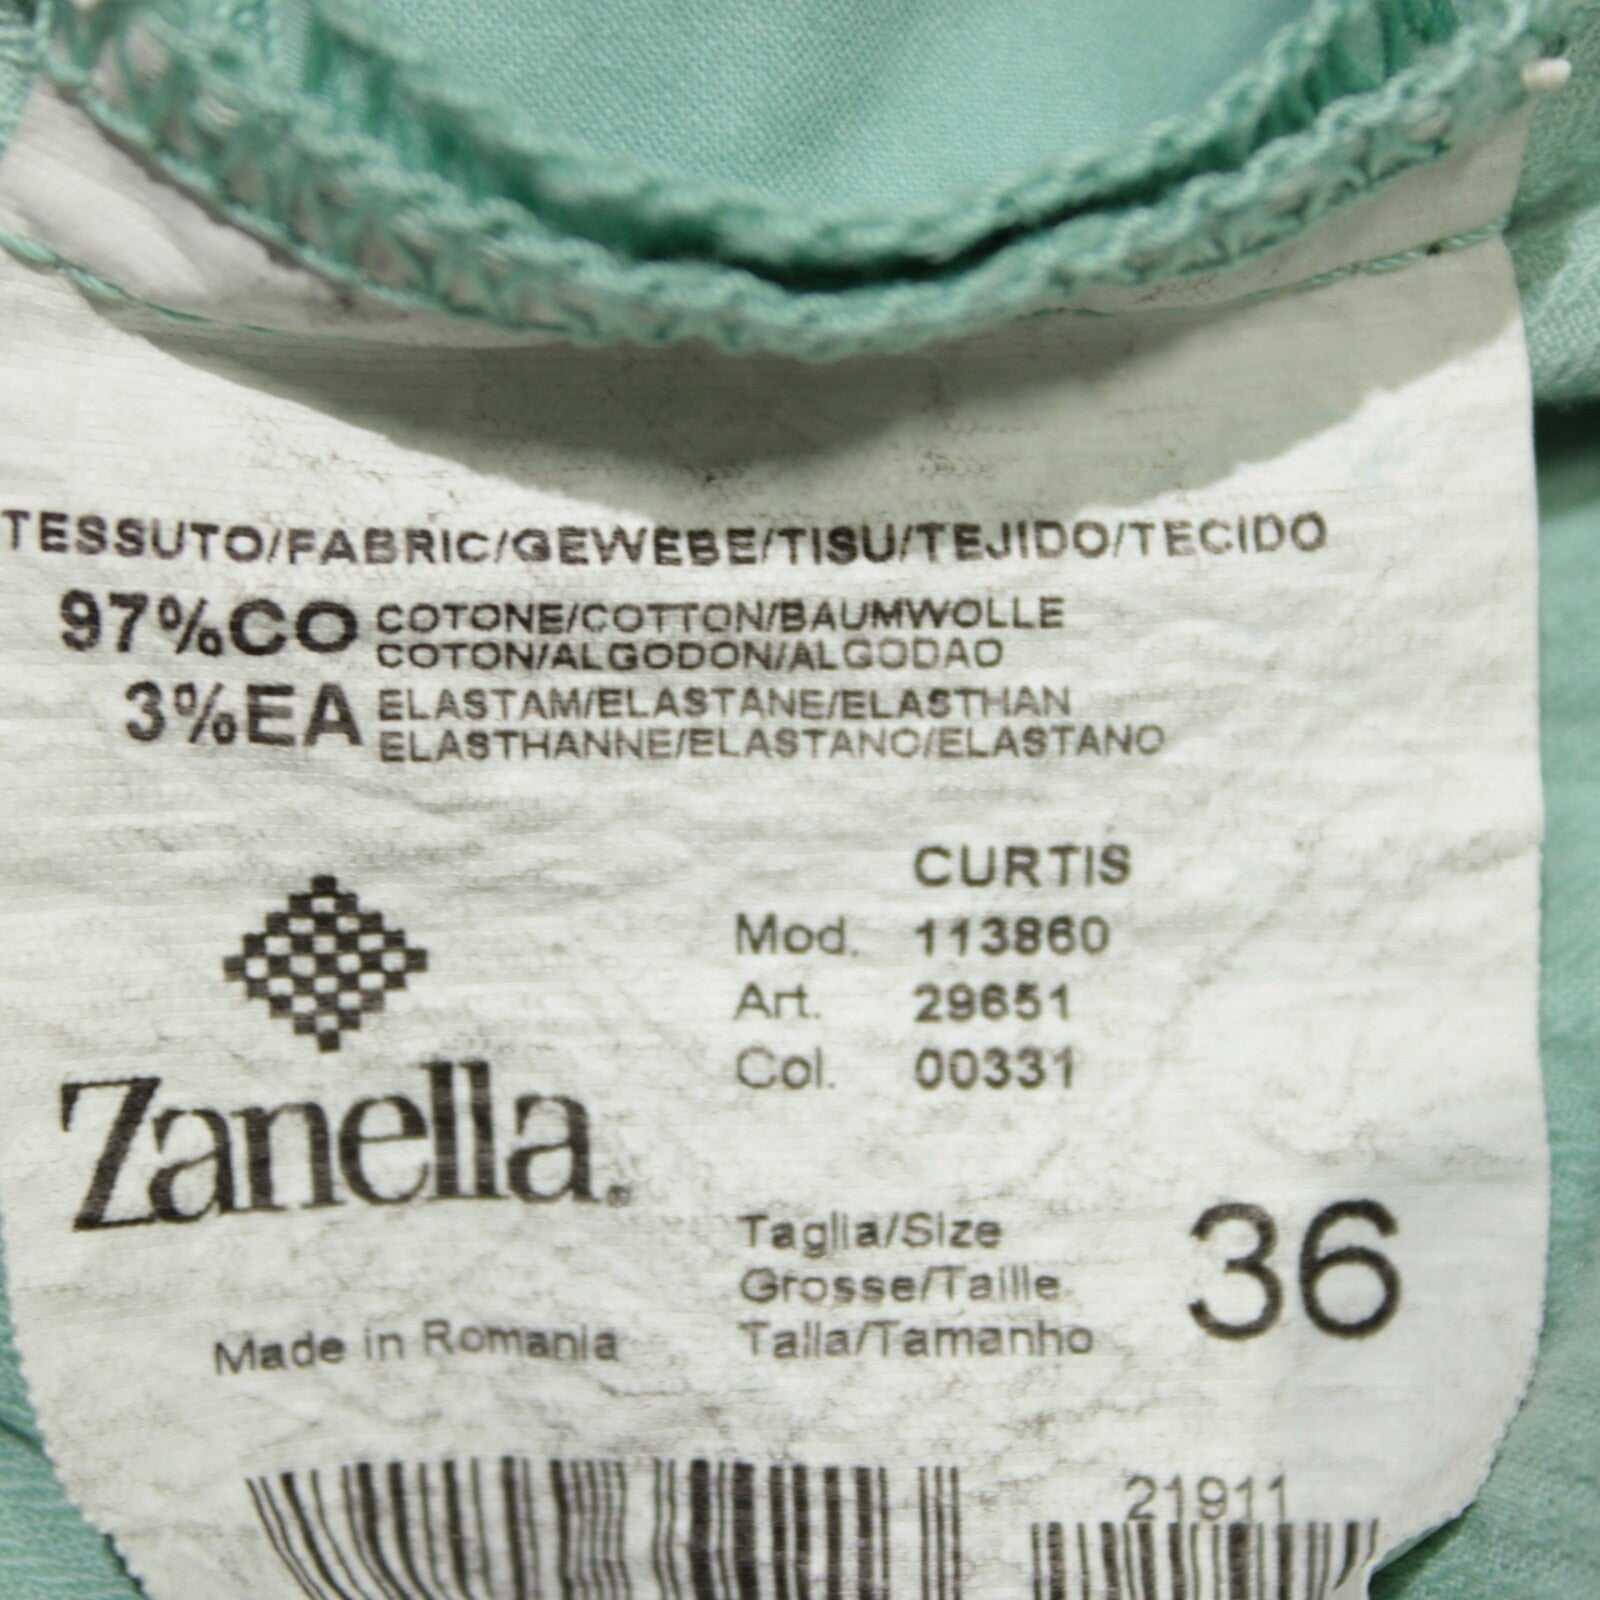 TESSUTO/FABRIC/GEWEBE/TISU/TEJIDO/TECIDO
97%CO COTONE/COTTON/BAUMWOLLE
COTON/ALGODON/ALGODAO
3%EA ELASTAM/ELASTANE/ELASTHAN
ELASTHANNE/ELASTANO/ELASTANO
CURTIS
Mod. 113860
Art. 29651
Col. 00331
Zanella®
Made in Romania
Taglia/Size
Grosse/Taille
Talla/Tamanho
36
21911